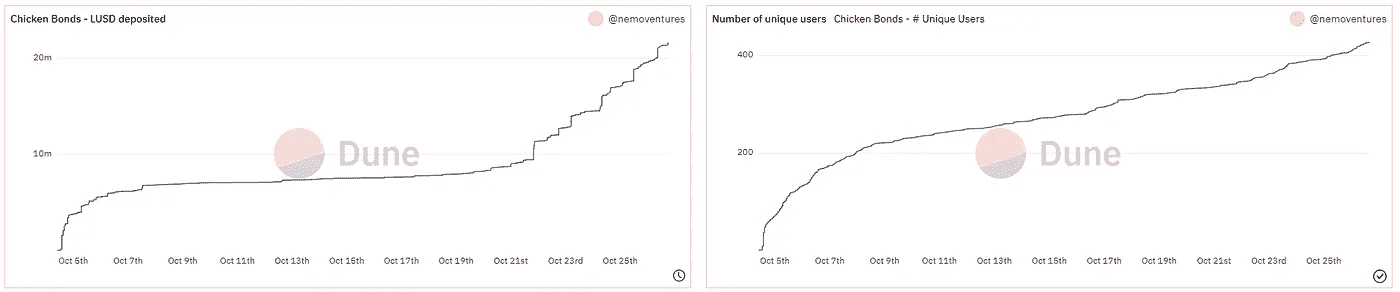 Chicken Bonds - LUSD deposited
@nemoventures
20m
10m
Dune
Oct 5th Oct 7th Oct 9th Oct 11th Oct 13th Oct 15th Oct 17th Oct 19th Oct 21st Oct 23rd Oct 25th
Number of unique users Chicken Bonds - # Unique Users
@nemoventures
400
200
Dune
Oct 5th Oct 7th Oct 9th Oct 11th Oct 13th Oct 15th Oct 17th Oct 19th Oct 21st Oct 23rd Oct 25th